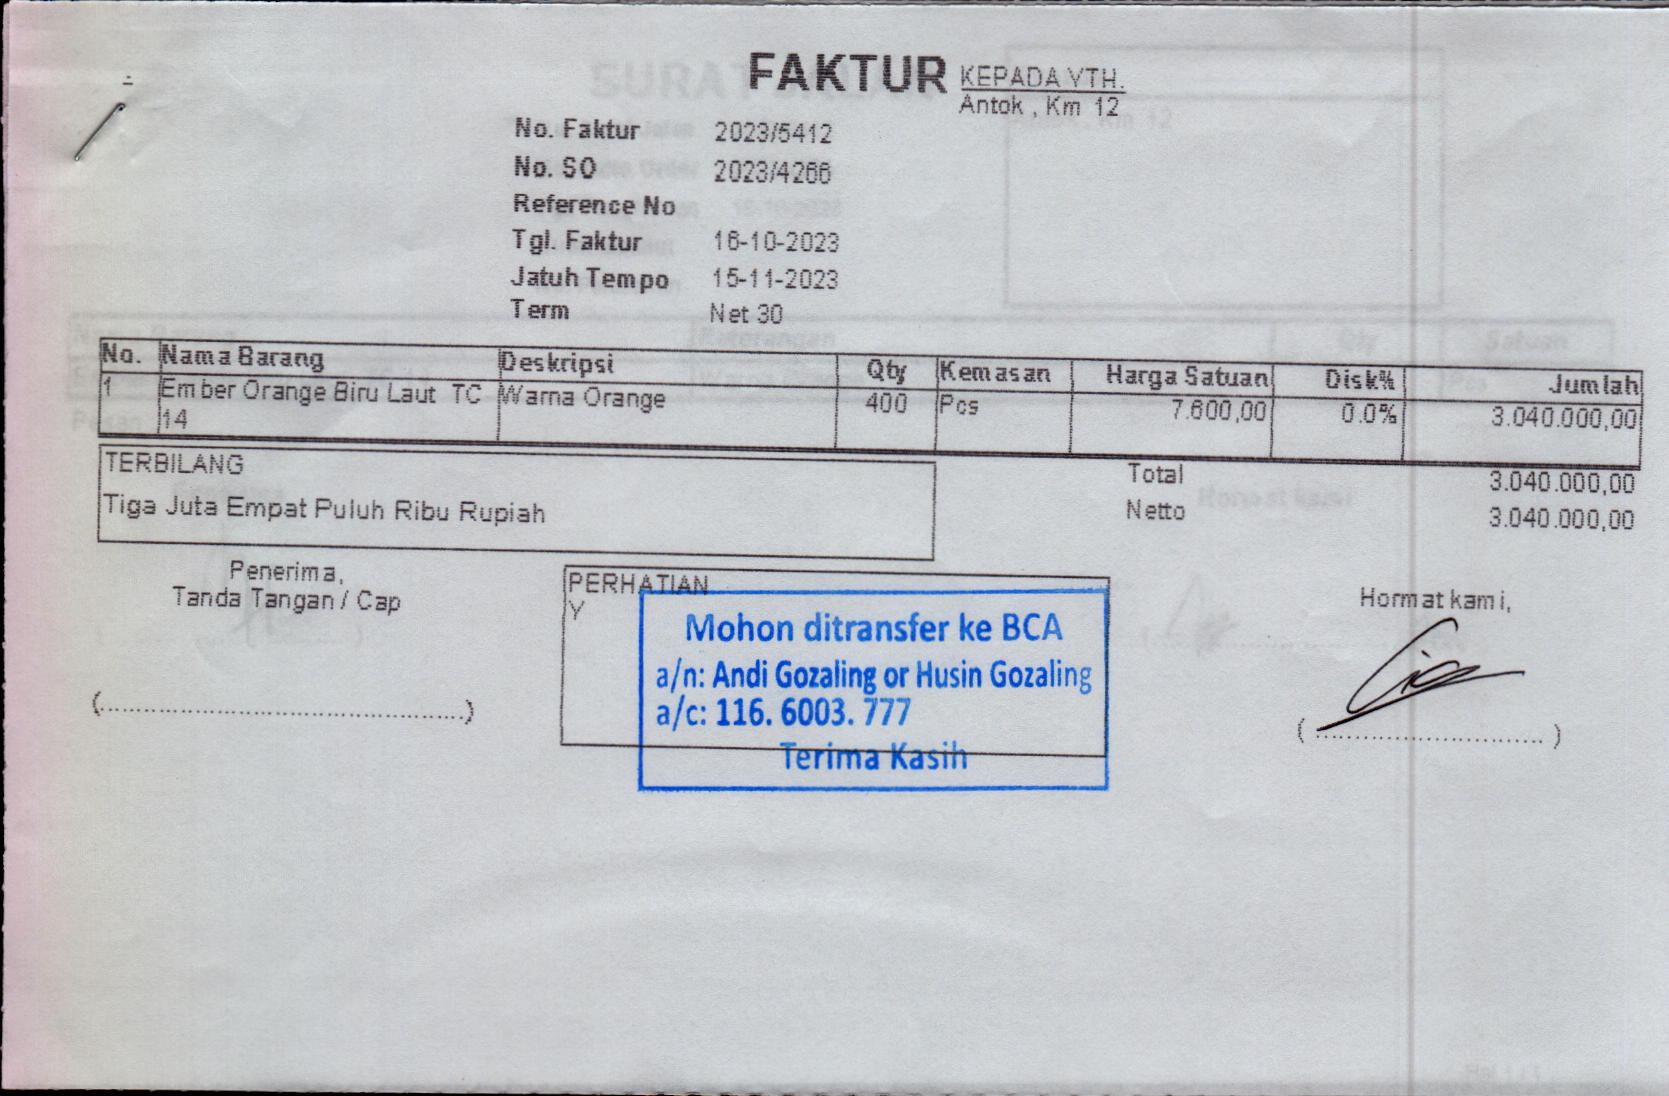 FAKTUR
KEPADA YTH.
Antok , Km 12
No. Faktur 2023/5412
No. SO 2023/4266
Reference No
Tgl. Faktur 16-10-2023
Jatuh Tempo 15-11-2023
Term Net 30
No. Nama Barang Deskripsi Qty Kemasan Harga Satuan Disk% Jumlah
1 Ember Orange Biru Laut TC Warna Orange 400 Pcs 7.600,00 0.0% 3.040.000,00
14
TERBILANG
Tiga Juta Empat Puluh Ribu Rupiah
Total 3.040.000,00
Netto 3.040.000,00
Penerima,
Tanda Tangan / Cap
(....................................................)
PERHATIAN
Y
Mohon ditransfer ke BCA
a/n: Andi Gozaling or Husin Gozaling
a/c: 116. 6003. 777
Terima Kasih
Hormat kami,
( ................................ )